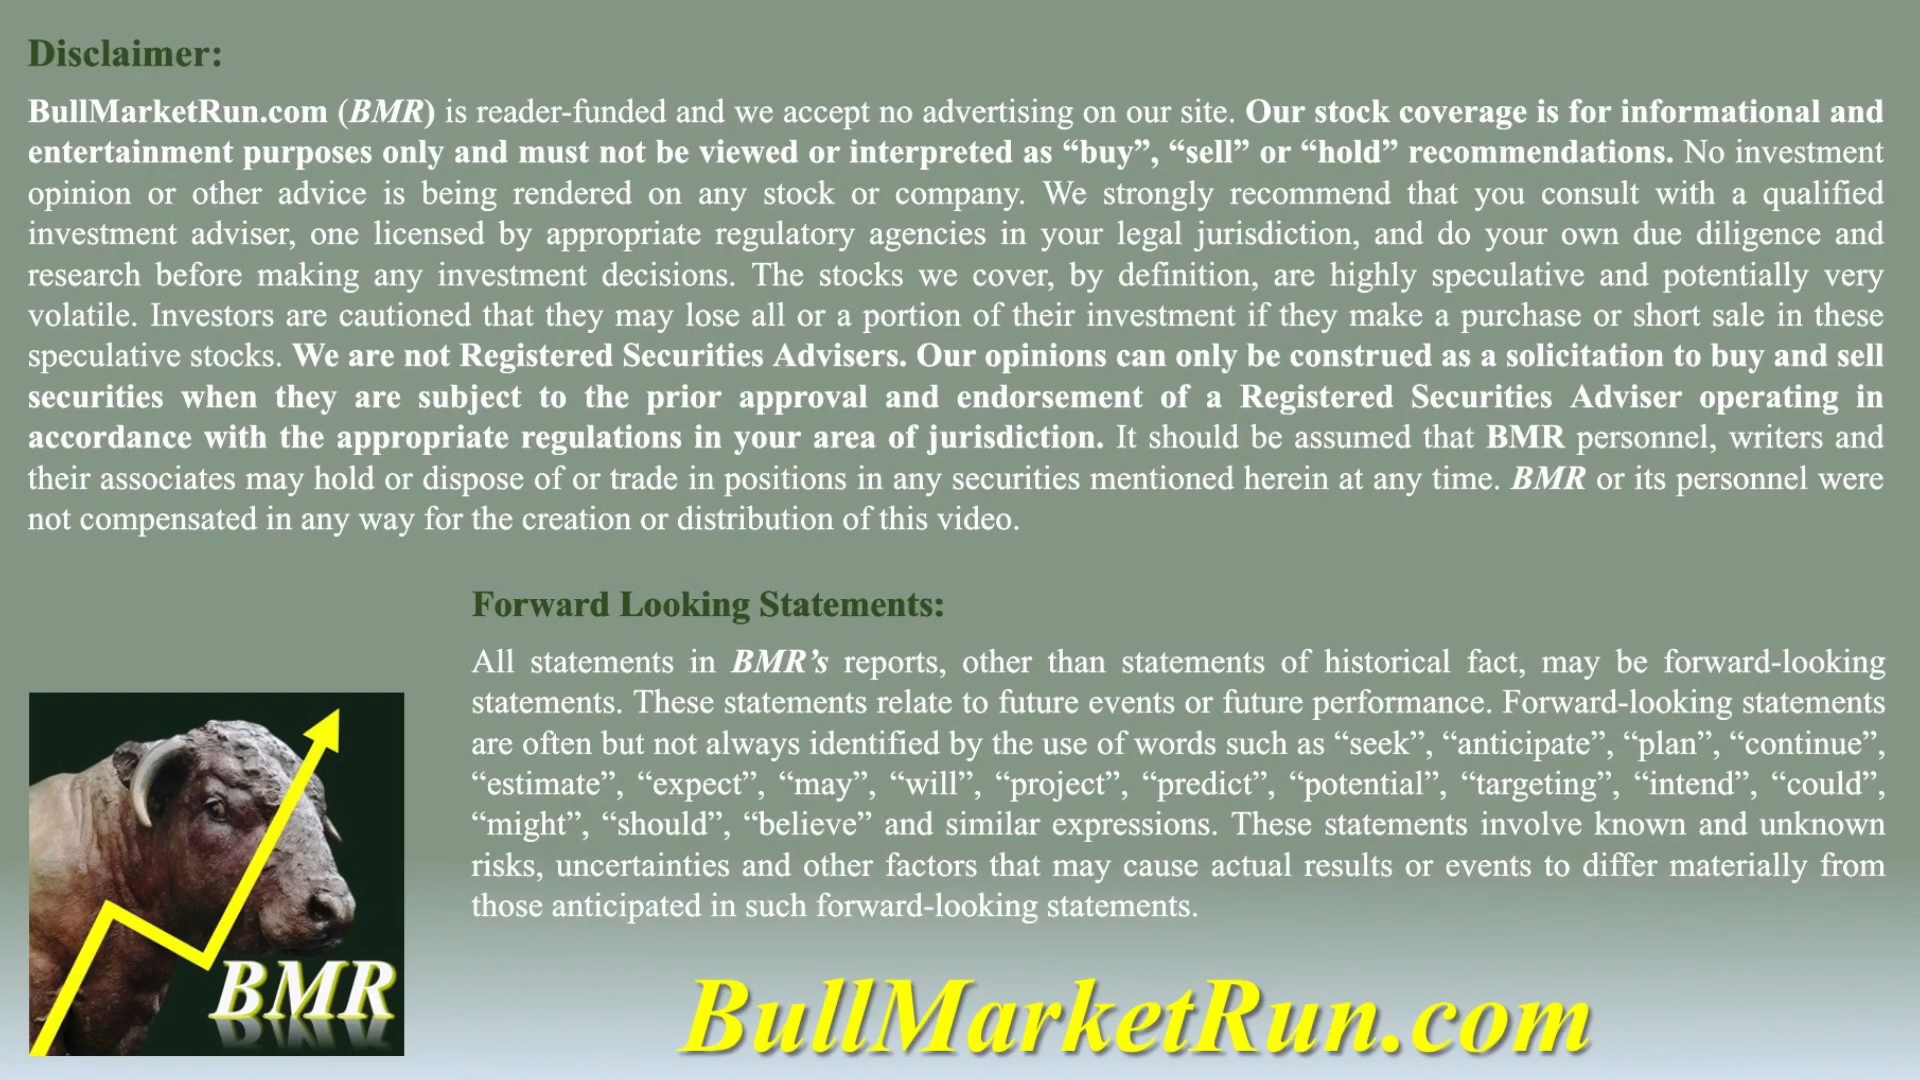 Disclaimer:
BullMarketRun.com (BMR) is reader-funded and we accept no advertising on our site. Our stock coverage is for informational and
entertainment purposes only and must not be viewed or interpreted as “buy”, “sell” or “hold” recommendations. No investment
opinion or other advice is being rendered on any stock or company. We strongly recommend that you consult with a qualified
investment adviser, one licensed by appropriate regulatory agencies in your legal jurisdiction, and do your own due diligence and
research before making any investment decisions. The stocks we cover, by definition, are highly speculative and potentially very
volatile. Investors are cautioned that they may lose all or a portion of their investment if they make a purchase or short sale in these
speculative stocks. We are not Registered Securities Advisers. Our opinions can only be construed as a solicitation to buy and sell
securities when they are subject to the prior approval and endorsement of a Registered Securities Adviser operating in
accordance with the appropriate regulations in your area of jurisdiction. It should be assumed that BMR personnel, writers and
their associates may hold or dispose of or trade in positions in any securities mentioned herein at any time. BMR or its personnel were
not compensated in any way for the creation or distribution of this video.
Forward Looking Statements:
All statements in BMR’s reports, other than statements of historical fact, may be forward-looking
statements. These statements relate to future events or future performance. Forward-looking statements
are often but not always identified by the use of words such as “seek”, “anticipate”, “plan”, “continue”,
“estimate”, “expect”, “may”, “will”, “project”, “predict”, “potential”, “targeting”, “intend”, “could”,
“might”, “should”, “believe” and similar expressions. These statements involve known and unknown
risks, uncertainties and other factors that may cause actual results or events to differ materially from
those anticipated in such forward-looking statements.
BMR
BullMarketRun.com